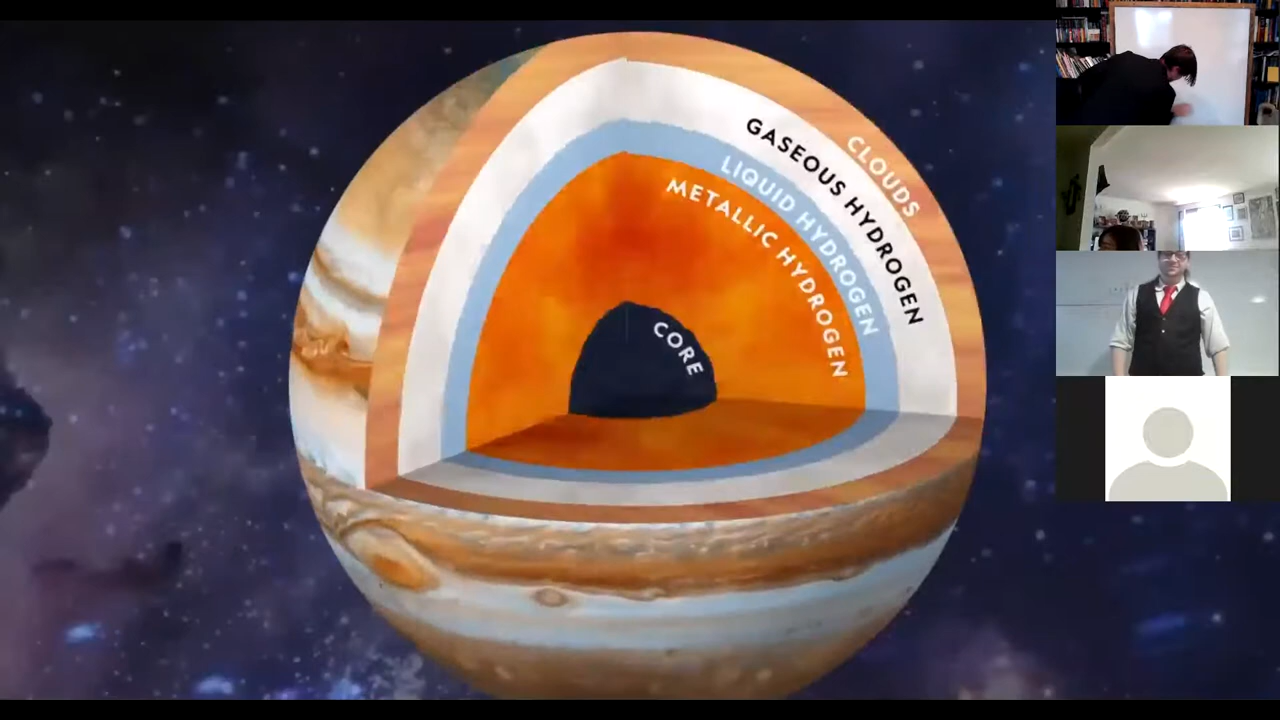 CLOUDS
GASEOUS HYDROGEN
LIQUID HYDROGEN
METALLIC HYDROGEN
CORE